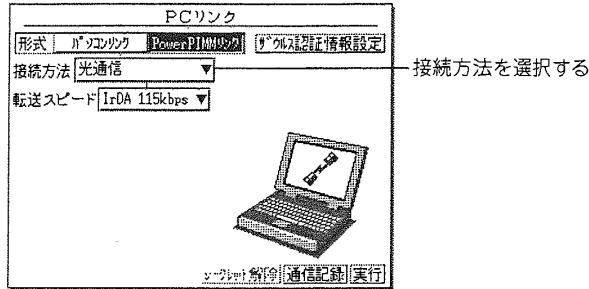 PCリンク
形式 パソコンリンク PowerPIMMリンク ザウルス認証情報設定
接続方法 光通信 ▼
接続方法を選択する
転送スピード IrDA 115kbps ▼
シークレット解除 通信記録 実行